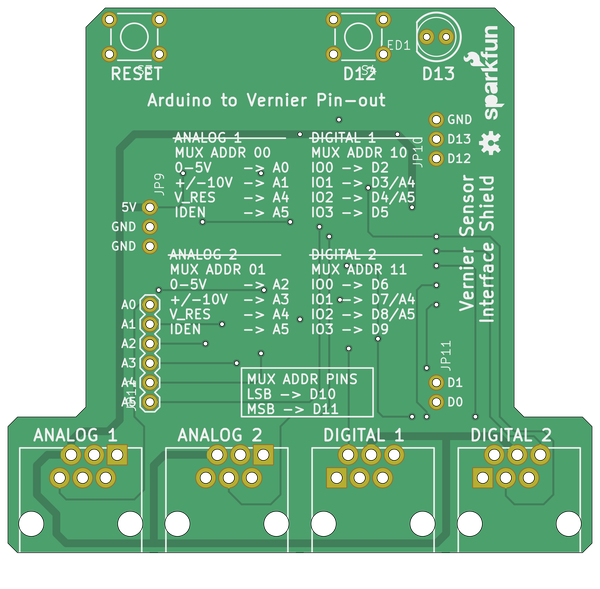 RESET
D12
D13
ED1
sparkfun
Arduino to Vernier Pin-out
GND
D13
D12
JP10
Vernier Sensor
Interface Shield
ANALOG 1
MUX ADDR 00
0-5V -> A0
+/-10V -> A1
V_RES -> A4
IDEN -> A5
DIGITAL 1
MUX ADDR 10
IO0 -> D2
IO1 -> D3/A4
IO2 -> D4/A5
IO3 -> D5
JP9
5V
GND
GND
ANALOG 2
MUX ADDR 01
0-5V -> A2
+/-10V -> A3
V_RES -> A4
IDEN -> A5
DIGITAL 2
MUX ADDR 11
IO0 -> D6
IO1 -> D7/A4
IO2 -> D8/A5
IO3 -> D9
A0
A1
A2
A3
A4
A5
MUX ADDR PINS
LSB -> D10
MSB -> D11
JP11
D1
D0
ANALOG 1
ANALOG 2
DIGITAL 1
DIGITAL 2